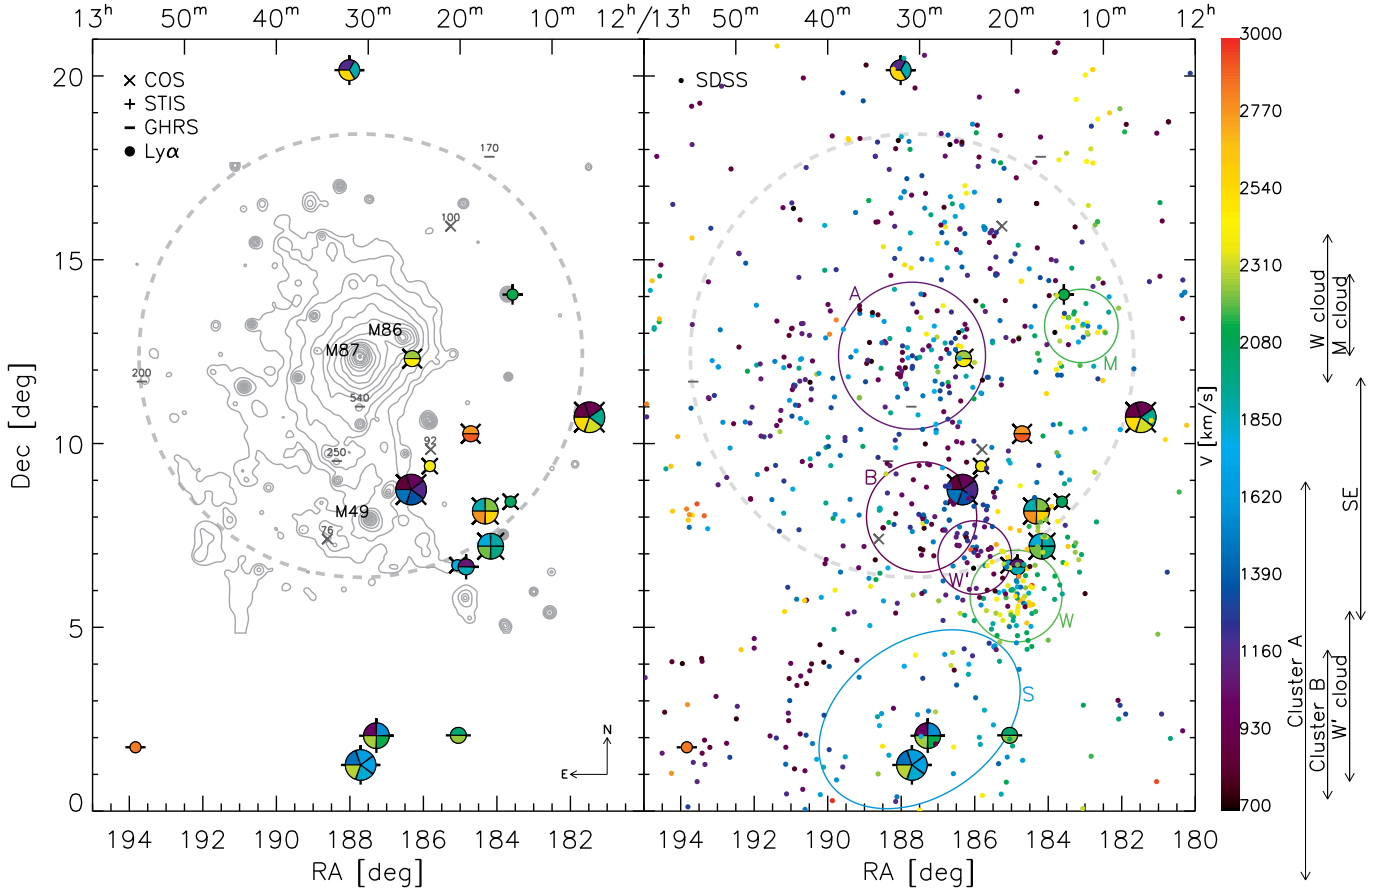 13h 50m 40m 30m 20m 10m 12h/13h 50m 40m 30m 20m 10m 12h
× COS
+ STIS
− GHRS
● Lyα
SDSS
20
15
10
5
0
Dec [deg]
170
100
M86
M87
200
540
92
250
M49
76
N
E
A
M
B
W'
W
S
194 192 190 188 186 184 182
RA [deg]
194 192 190 188 186 184 182 180
RA [deg]
3000
2770
2540
2310
2080
1850
1620
1390
1160
930
700
V [km/s]
W cloud
M cloud
SE
Cluster A
Cluster B
W' cloud